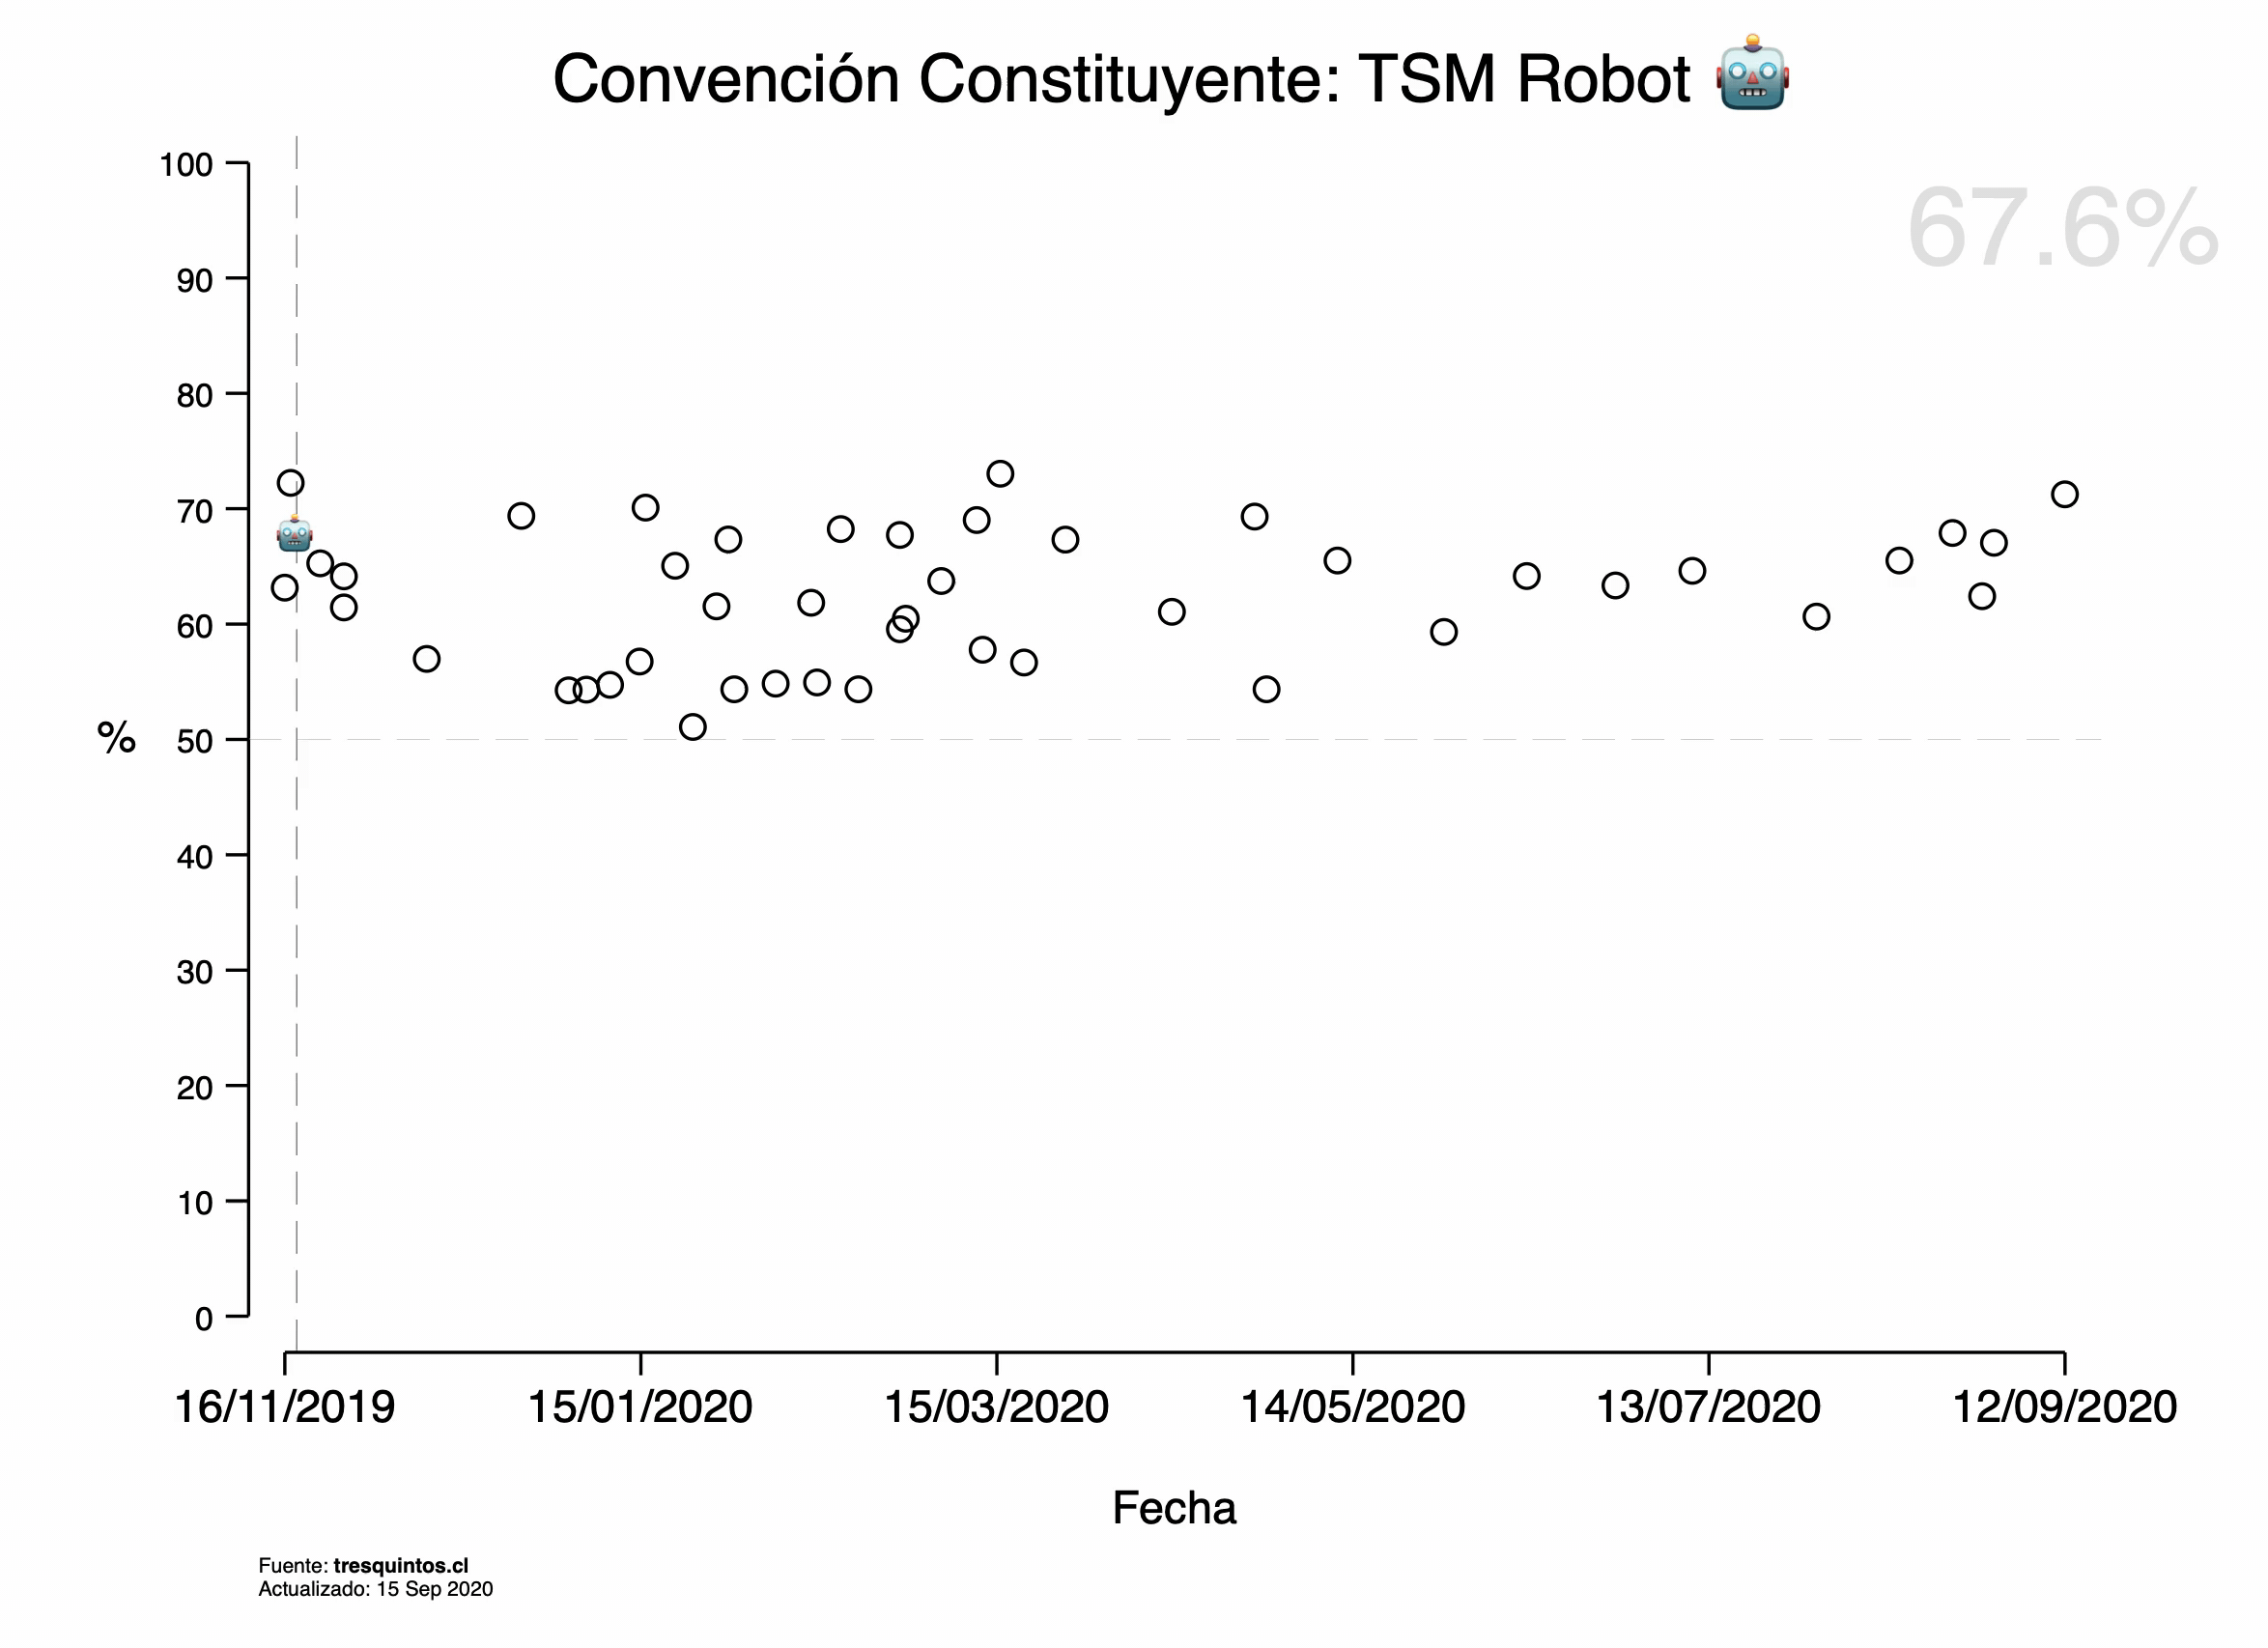 Convención Constituyente: TSM Robot 🤖
67.6%
100
90
80
70
60
50
40
30
20
10
0
%
16/11/2019 15/01/2020 15/03/2020 14/05/2020 13/07/2020 12/09/2020
Fecha
Fuente: tresquintos.cl
Actualizado: 15 Sep 2020